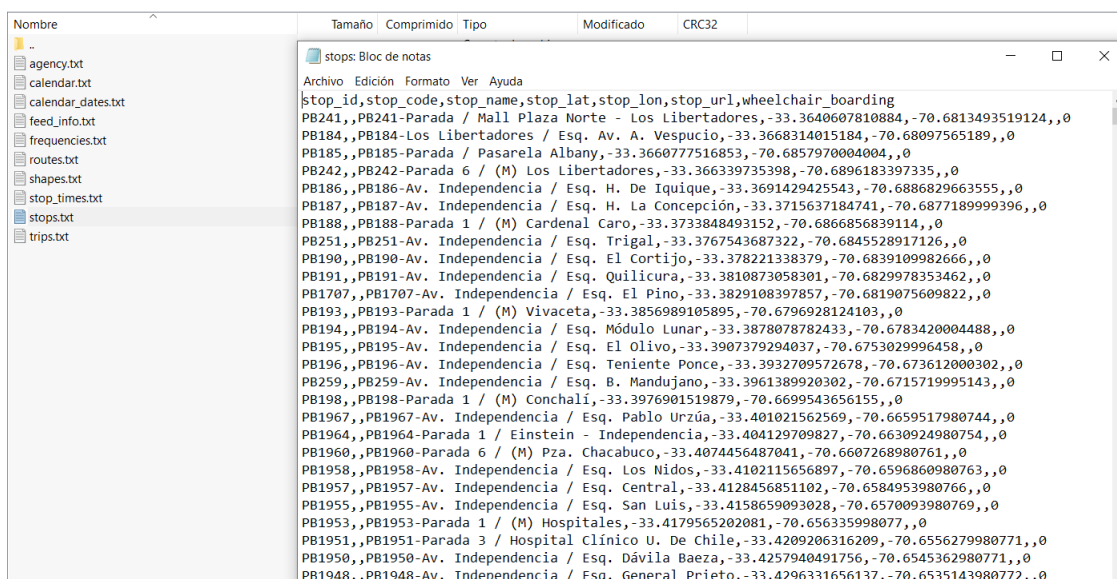 Nombre Tamaño Comprimido Tipo Modificado CRC32
..
agency.txt
calendar.txt
calendar_dates.txt
feed_info.txt
frequencies.txt
routes.txt
shapes.txt
stop_times.txt
stops.txt
trips.txt
stops: Bloc de notas
Archivo Edición Formato Ver Ayuda
stop_id,stop_code,stop_name,stop_lat,stop_lon,stop_url,wheelchair_boarding
PB241,,PB241-Parada / Mall Plaza Norte - Los Libertadores,-33.3640607810884,-70.6813493519124,,0
PB184,,PB184-Los Libertadores / Esq. Av. A. Vespucio,-33.3668314015184,-70.68097565189,,0
PB185,,PB185-Parada / Pasarela Albany,-33.3660777516853,-70.6857970004004,,0
PB242,,PB242-Parada 6 / (M) Los Libertadores,-33.366339735398,-70.6896183397335,,0
PB186,,PB186-Av. Independencia / Esq. H. De Iquique,-33.3691429425543,-70.6886829663555,,0
PB187,,PB187-Av. Independencia / Esq. H. La Concepción,-33.3715637184741,-70.6877189999396,,0
PB188,,PB188-Parada 1 / (M) Cardenal Caro,-33.3733848493152,-70.6866856839114,,0
PB251,,PB251-Av. Independencia / Esq. Trigal,-33.3767543687322,-70.6845528917126,,0
PB190,,PB190-Av. Independencia / Esq. El Cortijo,-33.378221338379,-70.6839109982666,,0
PB191,,PB191-Av. Independencia / Esq. Quilicura,-33.3810873058301,-70.6829978353462,,0
PB1707,,PB1707-Av. Independencia / Esq. El Pino,-33.3829108397857,-70.6819075609822,,0
PB193,,PB193-Parada 1 / (M) Vivaceta,-33.3856989105895,-70.6796928124103,,0
PB194,,PB194-Av. Independencia / Esq. Módulo Lunar,-33.3878078782433,-70.6783420004488,,0
PB195,,PB195-Av. Independencia / Esq. El Olivo,-33.3907379294037,-70.6753029996458,,0
PB196,,PB196-Av. Independencia / Esq. Teniente Ponce,-33.3932709572678,-70.673612000302,,0
PB259,,PB259-Av. Independencia / Esq. B. Mandujano,-33.3961389920302,-70.6715719995143,,0
PB198,,PB198-Parada 1 / (M) Conchalí,-33.3976901519879,-70.6699543656155,,0
PB1967,,PB1967-Av. Independencia / Esq. Pablo Urzúa,-33.401021562569,-70.6659517980744,,0
PB1964,,PB1964-Parada 1 / Einstein - Independencia,-33.404129709827,-70.6630924980754,,0
PB1960,,PB1960-Parada 6 / (M) Pza. Chacabuco,-33.4074456487041,-70.6607268980761,,0
PB1958,,PB1958-Av. Independencia / Esq. Los Nidos,-33.4102115656897,-70.6596860980763,,0
PB1957,,PB1957-Av. Independencia / Esq. Central,-33.4128456851102,-70.6584953980766,,0
PB1955,,PB1955-Av. Independencia / Esq. San Luis,-33.4158659093028,-70.6570093980769,,0
PB1953,,PB1953-Parada 1 / (M) Hospitales,-33.4179565202081,-70.656335998077,,0
PB1951,,PB1951-Parada 3 / Hospital Clínico U. De Chile,-33.4209206316209,-70.6556279980771,,0
PB1950,,PB1950-Av. Independencia / Esq. Dávila Baeza,-33.4257940491756,-70.6545362980771,,0
PB1948,,PB1948-Av. Independencia / Esq. General Prieto,-33.4296331656137,-70.6535143980772,,0